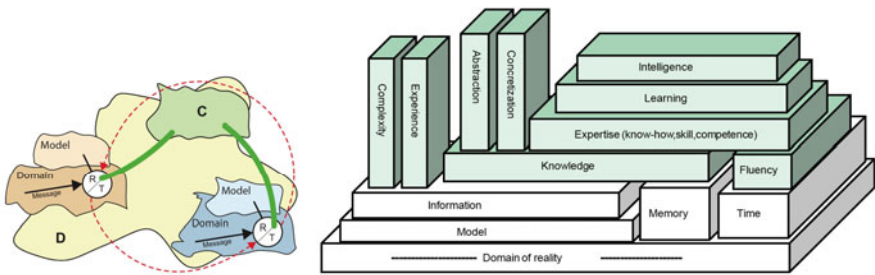 C
Model
Domain
Message
R
T
D
Model
Domain
Message
R
T
Complexity
Experience
Abstraction
Concretization
Intelligence
Learning
Expertise (know-how,skill,competence)
Knowledge
Fluency
Information
Memory
Time
Model
Domain of reality